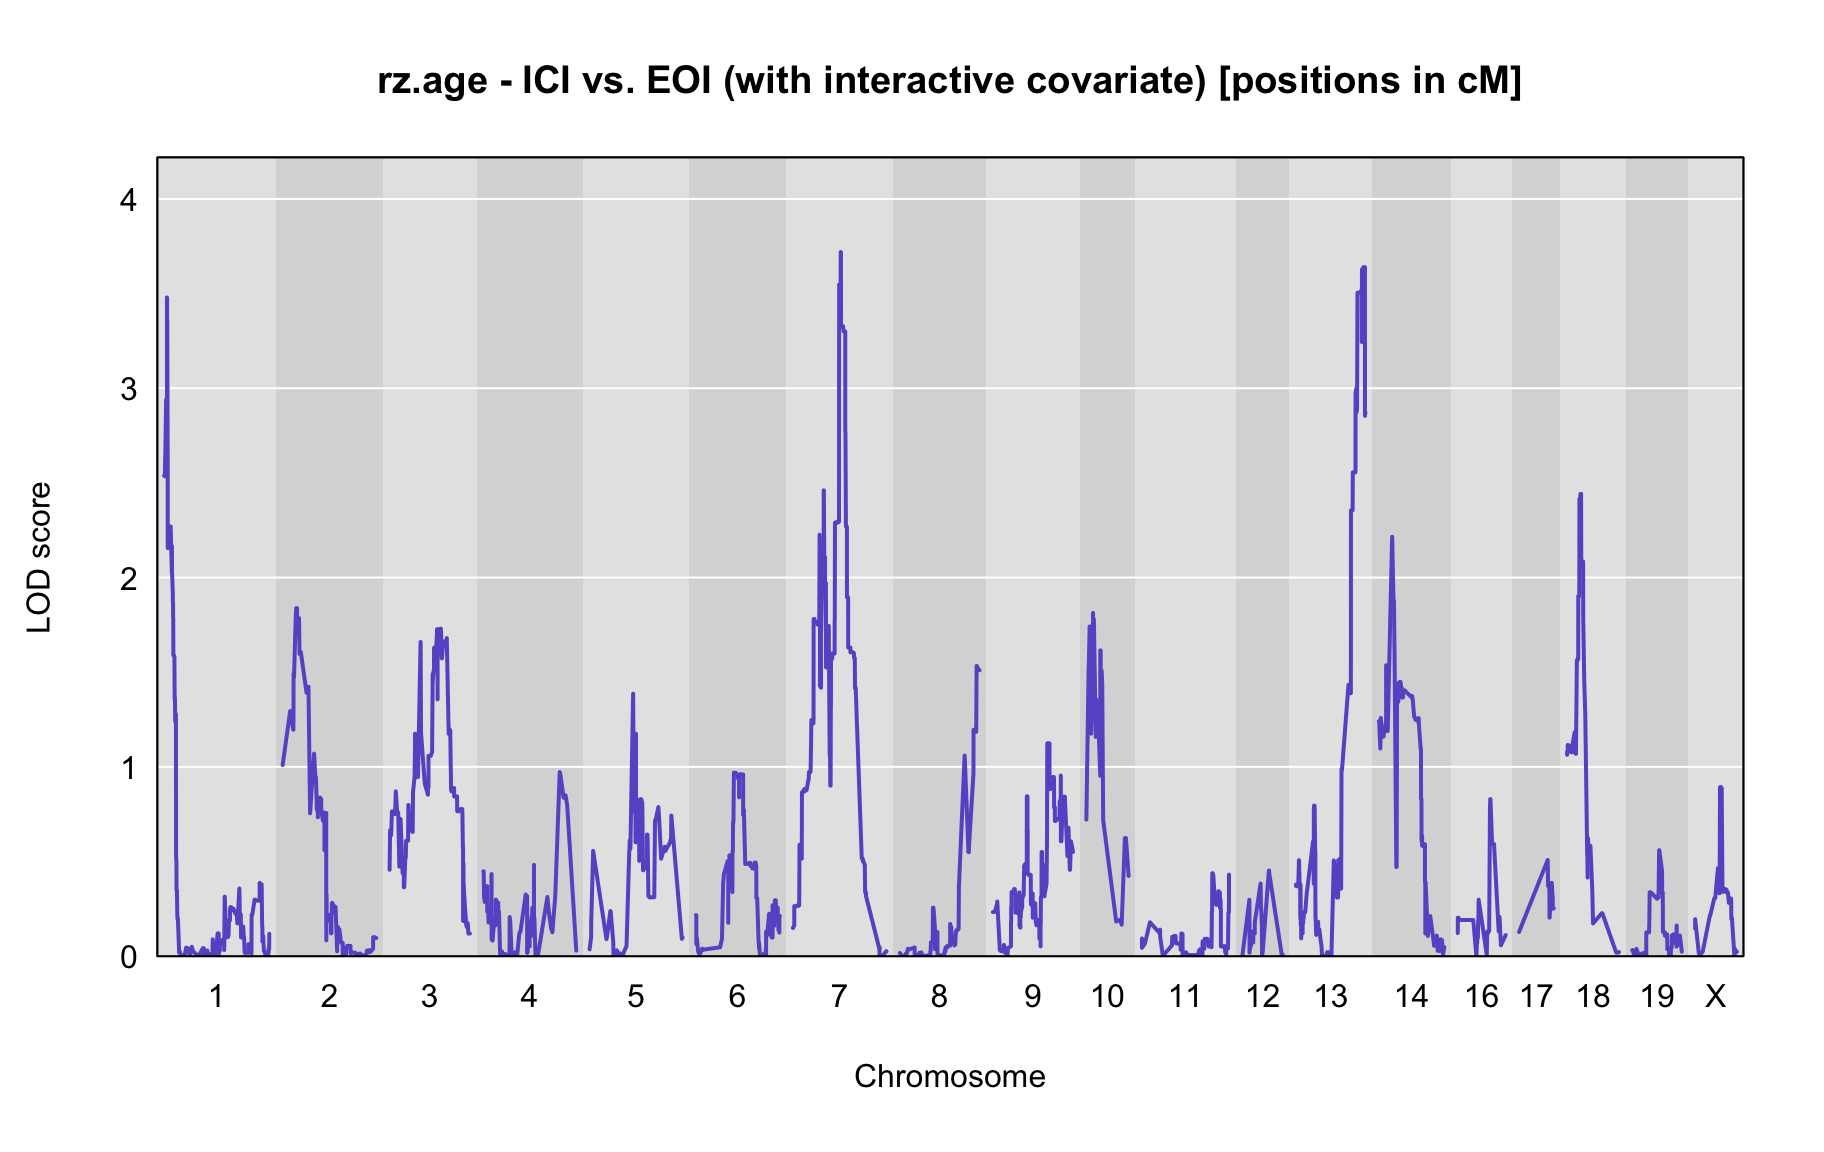 rz.age - ICI vs. EOI (with interactive covariate) [positions in cM]
4
3
2
1
0
LOD score
1 2 3 4 5 6 7 8 9 10 11 12 13 14 16 17 18 19 X
Chromosome